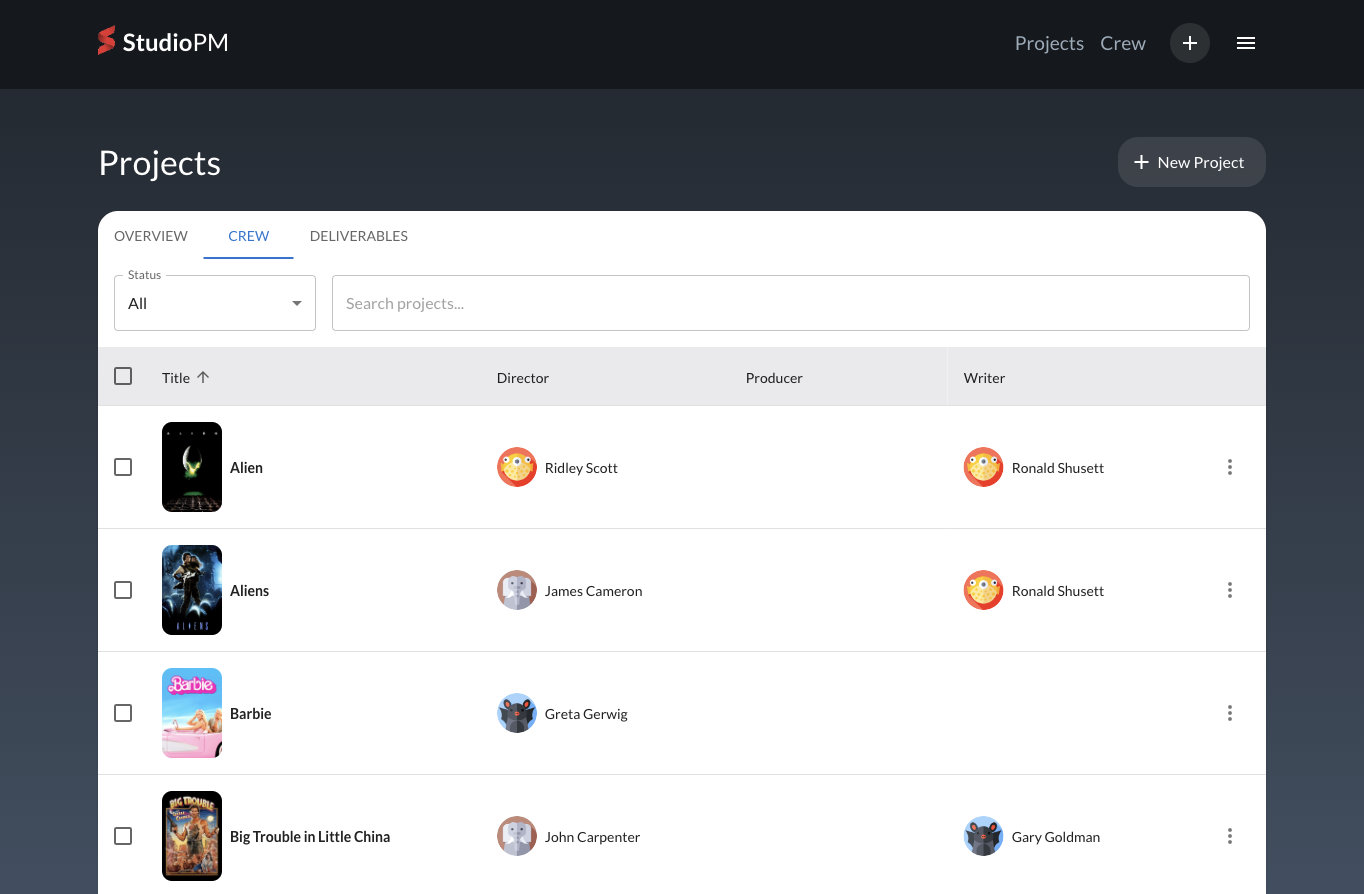 StudioPM
Projects Crew
Projects
New Project
OVERVIEW CREW DELIVERABLES
Status
All
Search projects...
Title Director Producer Writer
ALIEN
Alien Ridley Scott Ronald Shusett
ALIENS
Aliens James Cameron Ronald Shusett
Barbie
Barbie Greta Gerwig
BIG TROUBLE
Big Trouble in Little China John Carpenter Gary Goldman